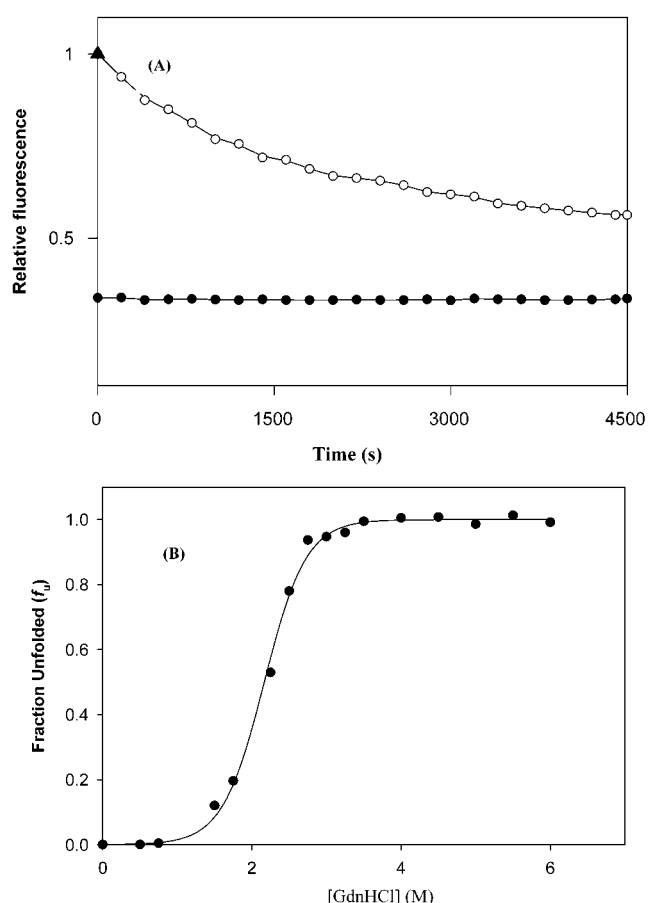 1
(A)
Relative fluorescence
0.5
0 1500 3000 4500
Time (s)
1.0
(B)
0.8
Fraction Unfolded (fu)
0.6
0.4
0.2
0.0
0 2 4 6
[GdnHCl] (M)